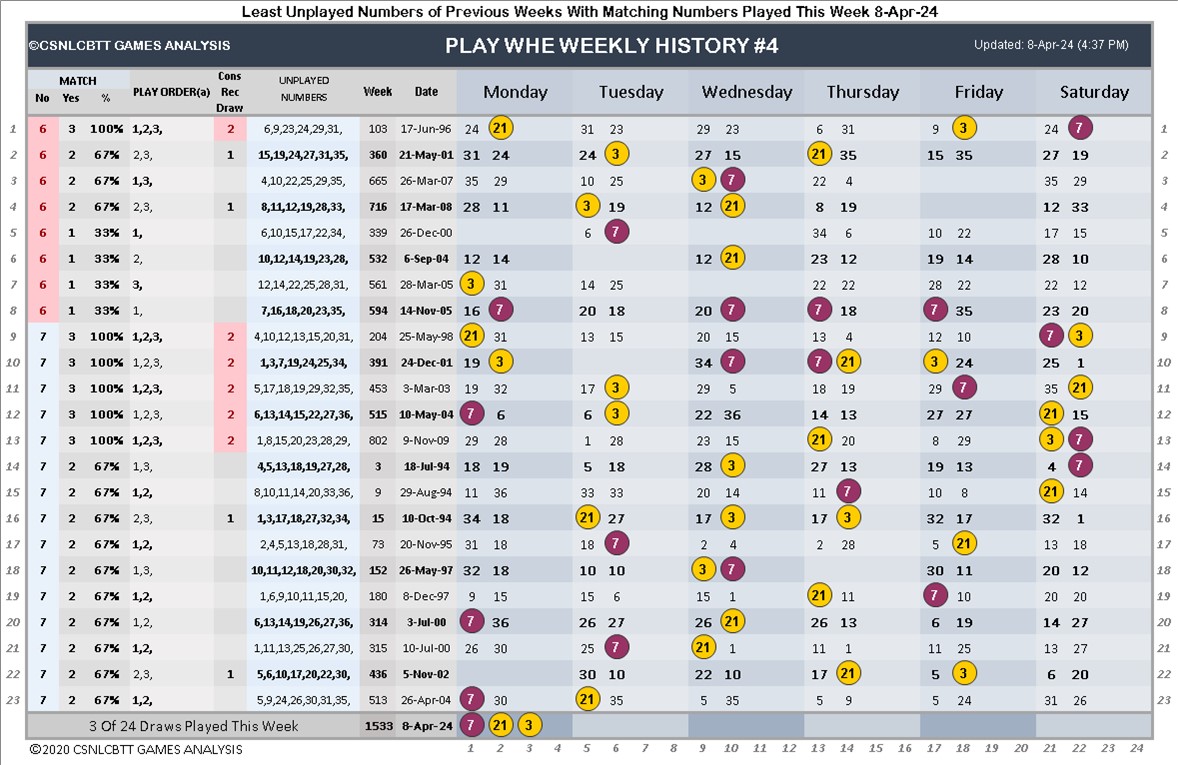 Least Unplayed Numbers of Previous Weeks With Matching Numbers Played This Week 8-Apr-24
©CSNLCBTT GAMES ANALYSIS PLAY WHE WEEKLY HISTORY #4 Updated: 8-Apr-24 (4:37 PM)
MATCH Cons UNPLAYED
No Yes % PLAY ORDER(a) Rec NUMBERS Week Date Monday Tuesday Wednesday Thursday Friday Saturday
Draw
1 6 3 100% 1,2,3, 2 6,9,23,24,29,31, 103 17-Jun-96 24 21 31 23 29 23 6 31 9 3 24 7 1
2 6 2 67% 2,3, 1 15,19,24,27,31,35, 360 21-May-01 31 24 24 3 27 15 21 35 15 35 27 19 2
3 6 2 67% 1,3, 4,10,22,25,29,35, 665 26-Mar-07 35 29 10 25 3 7 22 4 35 29 3
4 6 2 67% 2,3, 1 8,11,12,19,28,33, 716 17-Mar-08 28 11 3 19 12 21 8 19 12 33 4
5 6 1 33% 1, 6,10,15,17,22,34, 339 26-Dec-00 6 7 34 6 10 22 17 15 5
6 6 1 33% 2, 10,12,14,19,23,28, 532 6-Sep-04 12 14 12 21 23 12 19 14 28 10 6
7 6 1 33% 3, 12,14,22,25,28,31, 561 28-Mar-05 3 31 14 25 22 22 28 22 22 12 7
8 6 1 33% 1, 7,16,18,20,23,35, 594 14-Nov-05 16 7 20 18 20 7 7 18 7 35 23 20 8
9 7 3 100% 1,2,3, 2 4,10,12,13,15,20,31, 204 25-May-98 21 31 13 15 20 15 13 4 12 10 7 3 9
10 7 3 100% 1,2,3, 2 1,3,7,19,24,25,34, 391 24-Dec-01 19 3 34 7 7 21 3 24 25 1 10
11 7 3 100% 1,2,3, 2 5,17,18,19,29,32,35, 453 3-Mar-03 19 32 17 3 29 5 18 19 29 7 35 21 11
12 7 3 100% 1,2,3, 2 6,13,14,15,22,27,36, 515 10-May-04 7 6 6 3 22 36 14 13 27 27 21 15 12
13 7 3 100% 1,2,3, 2 1,8,15,20,23,28,29, 802 9-Nov-09 29 28 1 28 23 15 21 20 8 29 3 7 13
14 7 2 67% 1,3, 4,5,13,18,19,27,28, 3 18-Jul-94 18 19 5 18 28 3 27 13 19 13 4 7 14
15 7 2 67% 1,2, 8,10,11,14,20,33,36, 9 29-Aug-94 11 36 33 33 20 14 11 7 10 8 21 14 15
16 7 2 67% 2,3, 1 1,3,17,18,27,32,34, 15 10-Oct-94 34 18 21 27 17 3 17 3 32 17 32 1 16
17 7 2 67% 1,2, 2,4,5,13,18,28,31, 73 20-Nov-95 31 18 18 7 2 4 2 28 5 21 13 18 17
18 7 2 67% 1,3, 10,11,12,18,20,30,32, 152 26-May-97 32 18 10 10 3 7 30 11 20 12 18
19 7 2 67% 1,2, 1,6,9,10,11,15,20, 180 8-Dec-97 9 15 15 6 15 1 21 11 7 10 20 20 19
20 7 2 67% 1,2, 6,13,14,19,26,27,36, 314 3-Jul-00 7 36 26 27 26 21 26 13 6 19 14 27 20
21 7 2 67% 1,2, 1,11,13,25,26,27,30, 315 10-Jul-00 26 30 25 7 21 1 11 1 11 25 13 27 21
22 7 2 67% 2,3, 1 5,6,10,17,20,22,30, 436 5-Nov-02 30 10 22 10 17 21 5 3 6 20 22
23 7 2 67% 1,2, 5,9,24,26,30,31,35, 513 26-Apr-04 7 30 21 35 5 35 5 9 5 24 31 26 23
3 Of 24 Draws Played This Week 1533 8-Apr-24 7 21 3
©2020 CSNLCBTT GAMES ANALYSIS 1 2 3 4 5 6 7 8 9 10 11 12 13 14 15 16 17 18 19 20 21 22 23 24